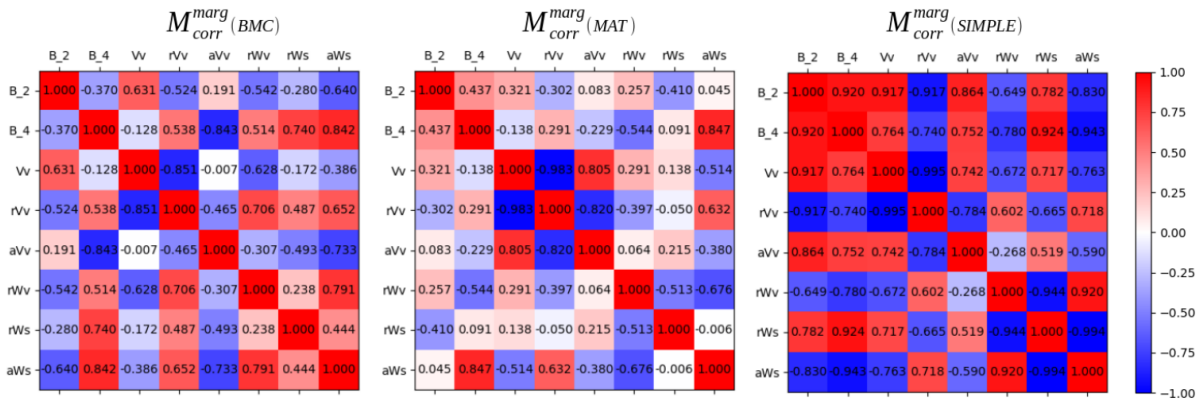 M^{marg}_{corr} (BMC)
B_2 B_4 Vv rVv aVv rWv rWs aWs
B_2 1.000 -0.370 0.631 -0.524 0.191 -0.542 -0.280 -0.640
B_4 -0.370 1.000 -0.128 0.538 -0.843 0.514 0.740 0.842
Vv 0.631 -0.128 1.000 -0.851 -0.007 -0.628 -0.172 -0.386
rVv -0.524 0.538 -0.851 1.000 -0.465 0.706 0.487 0.652
aVv 0.191 -0.843 -0.007 -0.465 1.000 -0.307 -0.493 -0.733
rWv -0.542 0.514 -0.628 0.706 -0.307 1.000 0.238 0.791
rWs -0.280 0.740 -0.172 0.487 -0.493 0.238 1.000 0.444
aWs -0.640 0.842 -0.386 0.652 -0.733 0.791 0.444 1.000
M^{marg}_{corr} (MAT)
B_2 B_4 Vv rVv aVv rWv rWs aWs
B_2 1.000 0.437 0.321 -0.302 0.083 0.257 -0.410 0.045
B_4 0.437 1.000 -0.138 0.291 -0.229 -0.544 0.091 0.847
Vv 0.321 -0.138 1.000 -0.983 0.805 0.291 0.138 -0.514
rVv -0.302 0.291 -0.983 1.000 -0.820 -0.397 -0.050 0.632
aVv 0.083 -0.229 0.805 -0.820 1.000 0.064 0.215 -0.380
rWv 0.257 -0.544 0.291 -0.397 0.064 1.000 -0.513 -0.676
rWs -0.410 0.091 0.138 -0.050 0.215 -0.513 1.000 -0.006
aWs 0.045 0.847 -0.514 0.632 -0.380 -0.676 -0.006 1.000
M^{marg}_{corr} (SIMPLE)
B_2 B_4 Vv rVv aVv rWv rWs aWs
B_2 1.000 0.920 0.917 -0.917 0.864 -0.649 0.782 -0.830
B_4 0.920 1.000 0.764 -0.740 0.752 -0.780 0.924 -0.943
Vv 0.917 0.764 1.000 -0.995 0.742 -0.672 0.717 -0.763
rVv -0.917 -0.740 -0.995 1.000 -0.784 0.602 -0.665 0.718
aVv 0.864 0.752 0.742 -0.784 1.000 -0.268 0.519 -0.590
rWv -0.649 -0.780 -0.672 0.602 -0.268 1.000 -0.944 0.920
rWs 0.782 0.924 0.717 -0.665 0.519 -0.944 1.000 -0.994
aWs -0.830 -0.943 -0.763 0.718 -0.590 0.920 -0.994 1.000
1.00
0.75
0.50
0.25
0.00
−0.25
−0.50
−0.75
−1.00